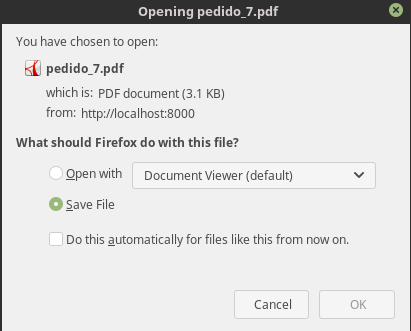 Opening pedido_7.pdf
You have chosen to open:
pedido_7.pdf
which is: PDF document (3.1 KB)
from: http://localhost:8000
What should Firefox do with this file?
Open with Document Viewer (default)
Save File
Do this automatically for files like this from now on.
Cancel OK